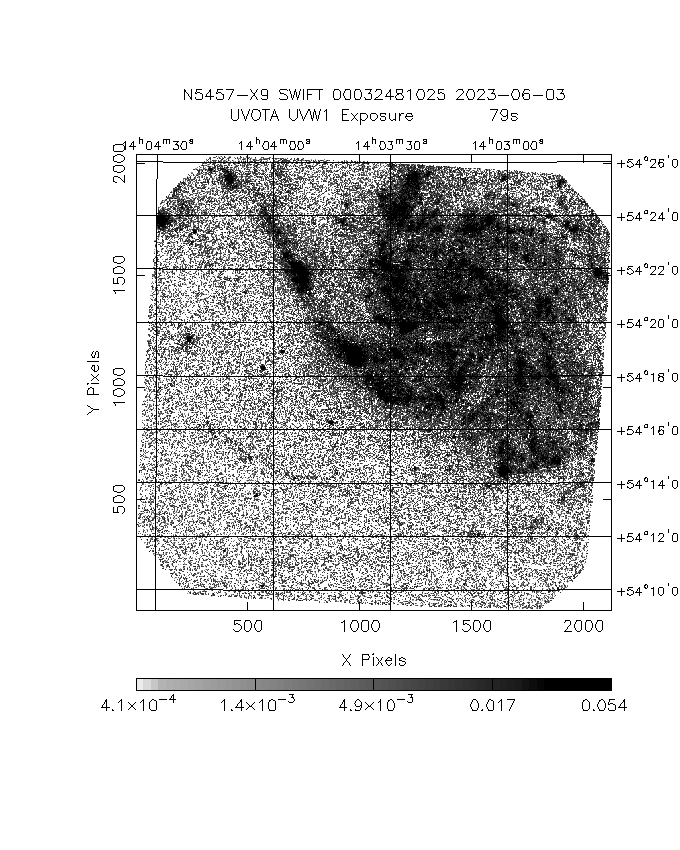 N5457-X9 SWIFT 00032481025 2023-06-03
UVOTA UVW1 Exposure 79s
14ʰ04ᵐ30ˢ 14ʰ04ᵐ00ˢ 14ʰ03ᵐ30ˢ 14ʰ03ᵐ00ˢ
2000 +54°26'0
+54°24'0
1500 +54°22'0
+54°20'0
Y Pixels
1000 +54°18'0
+54°16'0
500 +54°14'0
+54°12'0
+54°10'0
500 1000 1500 2000
X Pixels
4.1×10⁻⁴ 1.4×10⁻³ 4.9×10⁻³ 0.017 0.054